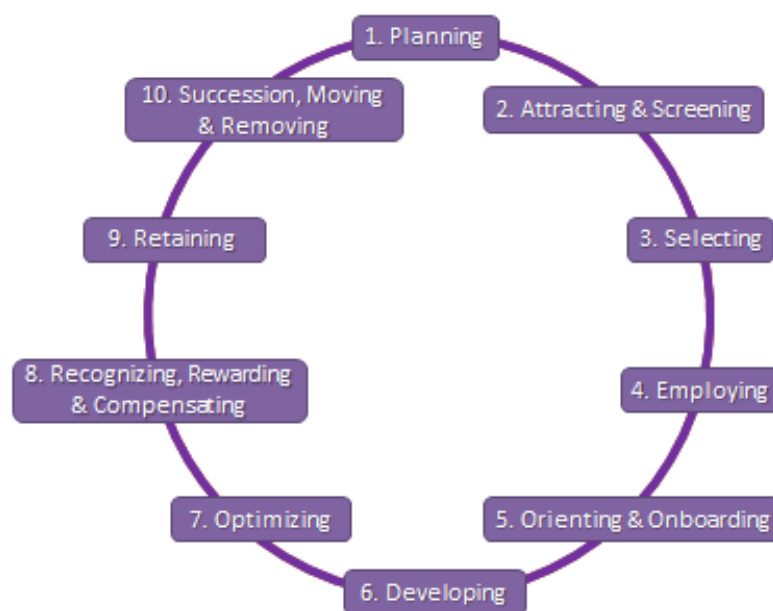 1. Planning
2. Attracting & Screening
3. Selecting
4. Employing
5. Orienting & Onboarding
6. Developing
7. Optimizing
8. Recognizing, Rewarding
& Compensating
9. Retaining
10. Succession, Moving
& Removing